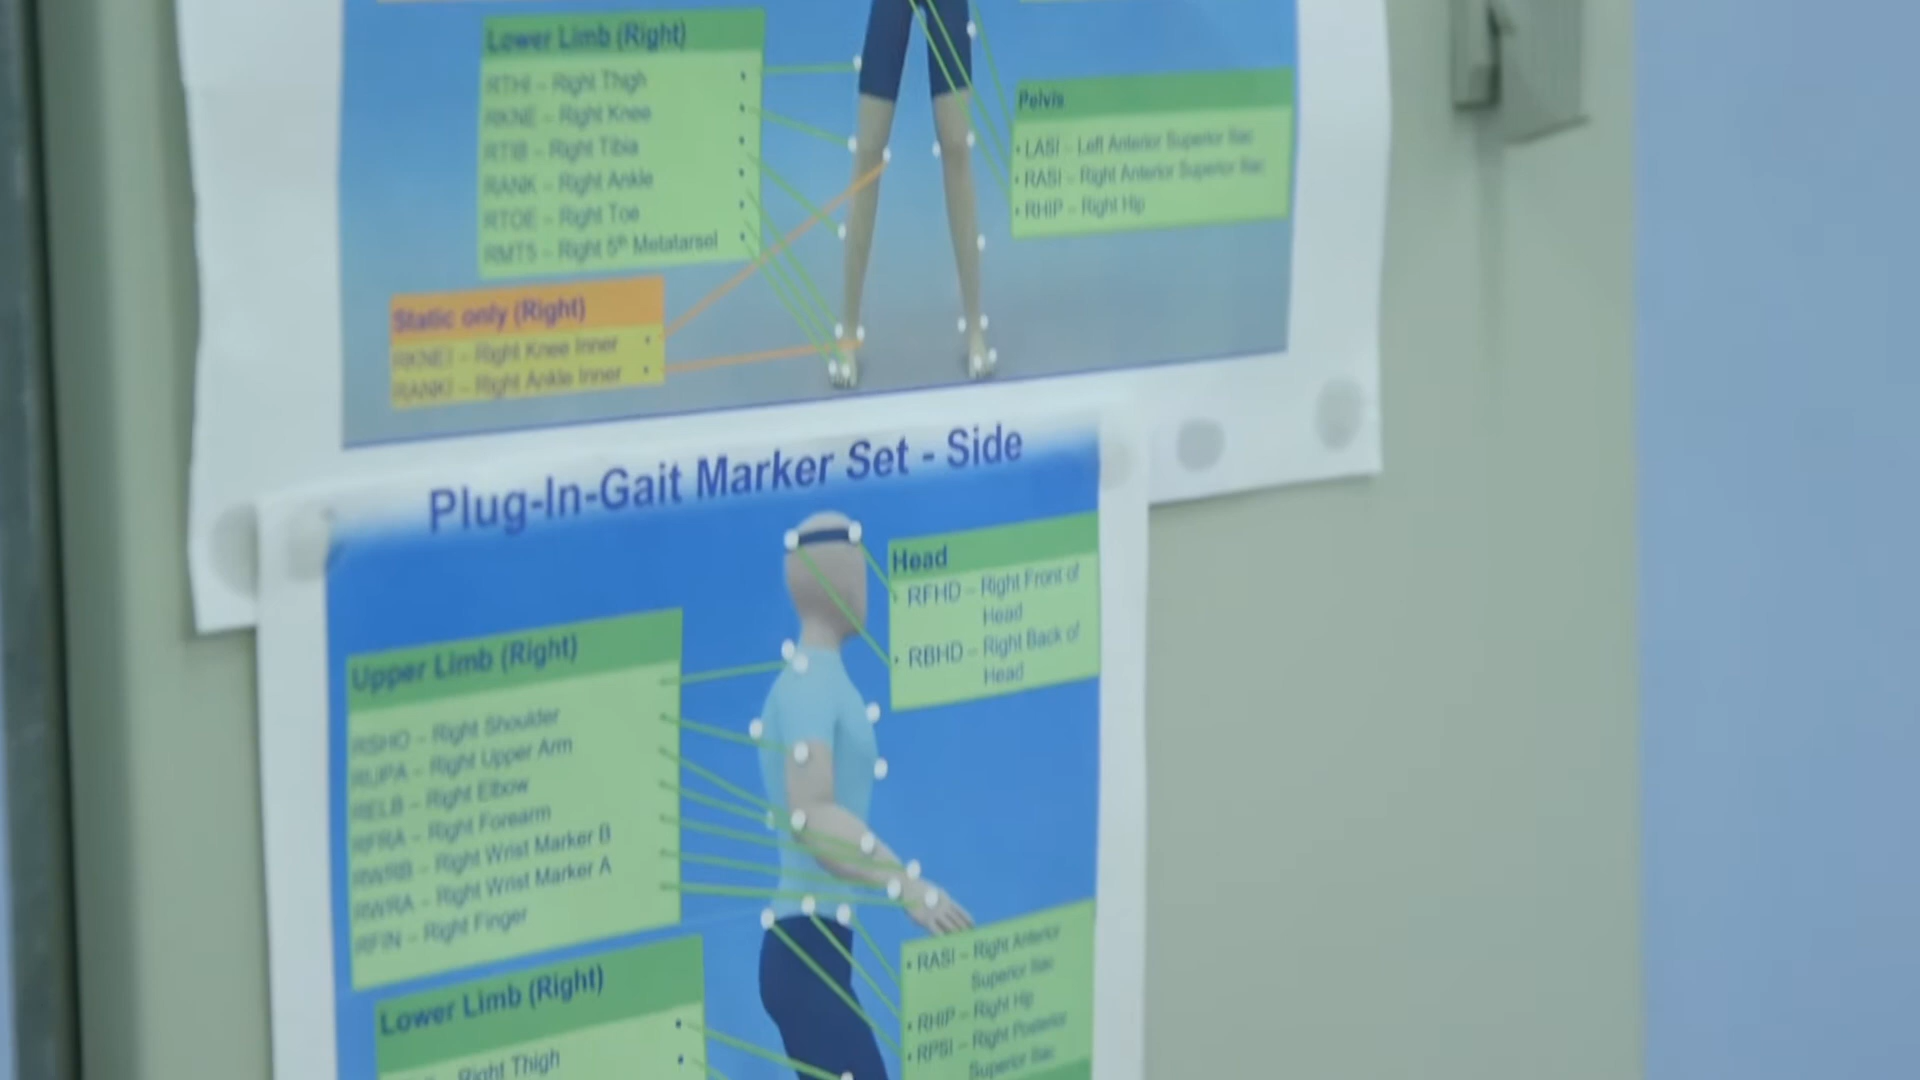 Lower Limb (Right)
RTHI – Right Thigh
RKNE – Right Knee
RTIB – Right Tibia
RANK – Right Ankle
RTOE – Right Toe
RMT5 – Right 5th Metatarsel
Static only (Right)
RKNEI – Right Knee Inner
RANKI – Right Ankle Inner
Pelvis
• LASI – Left Anterior Superior Iliac
• RASI – Right Anterior Superior Iliac
• RHIP – Right Hip
Plug-In-Gait Marker Set - Side
Head
• RFHD – Right Front of
Head
• RBHD – Right Back of
Head
Upper Limb (Right)
RSHO – Right Shoulder
RUPA – Right Upper Arm
RELB – Right Elbow
RFRA – Right Forearm
RWRB – Right Wrist Marker B
RWRA – Right Wrist Marker A
RFIN – Right Finger
• RASI – Right Anterior
Superior Iliac
• RHIP – Right Hip
• RPSI – Right Posterior
Superior Iliac
Lower Limb (Right)
– Right Thigh